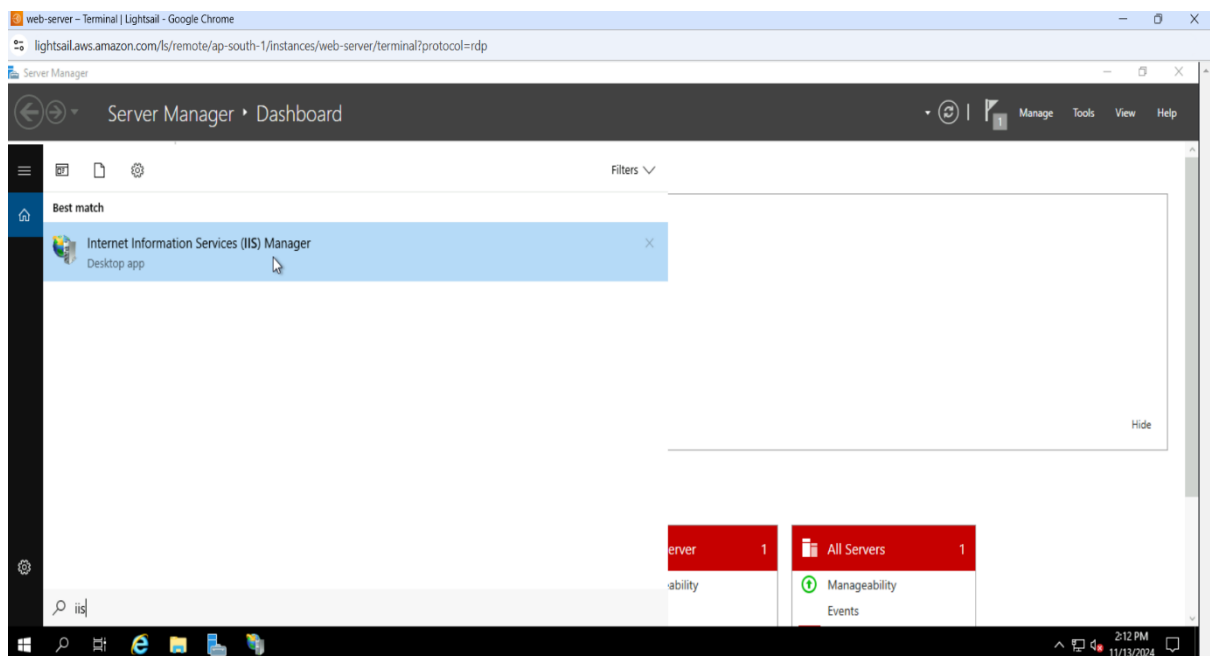 web-server – Terminal | Lightsail - Google Chrome
lightsail.aws.amazon.com/ls/remote/ap-south-1/instances/web-server/terminal?protocol=rdp
Server Manager
Server Manager ‣ Dashboard
1
Manage Tools View Help
Filters
Best match
Internet Information Services (IIS) Manager
Desktop app
Hide
erver 1
All Servers 1
ability
Manageability
Events
iis
2:12 PM
11/13/2024